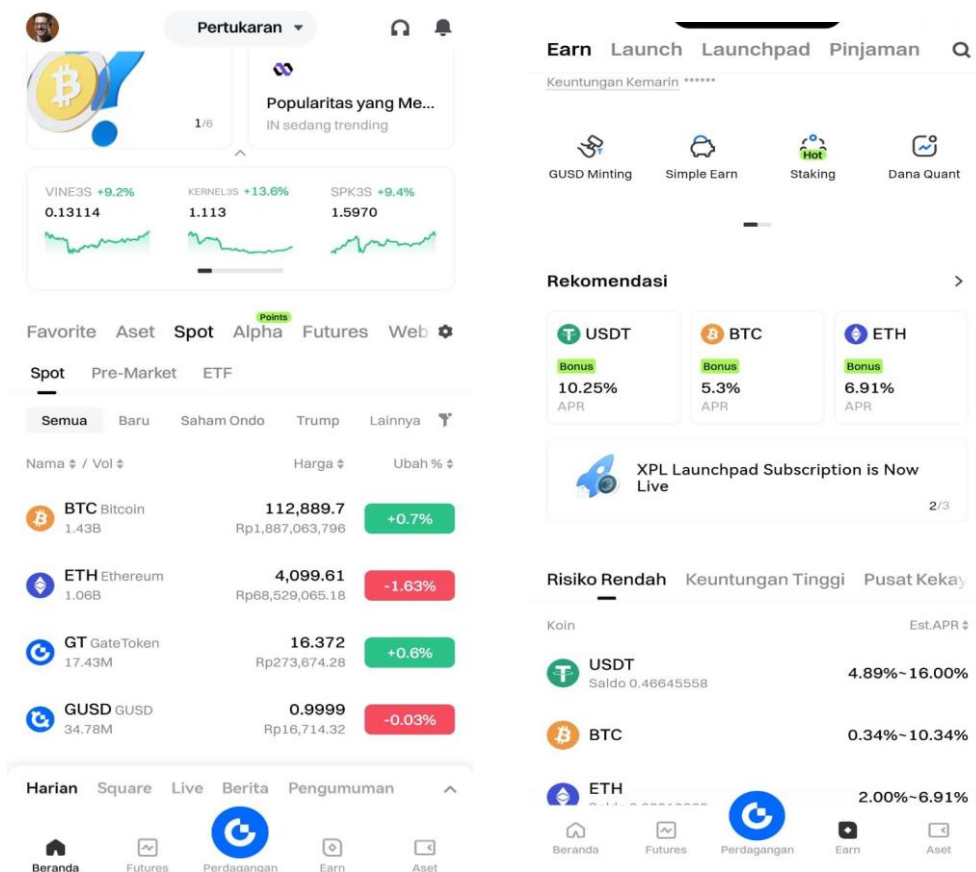 Pertukaran
1/6
Popularitas yang Me...
IN sedang trending
VINE3S +9.2%
0.13114
KERNEL3S +13.6%
1.113
SPK3S +9.4%
1.5970
Points
Favorite Aset Spot Alpha Futures Web
Spot Pre-Market ETF
Semua Baru Saham Ondo Trump Lainnya
Nama / Vol Harga Ubah %
BTC Bitcoin 112,889.7 +0.7%
1.43B Rp1,887,063,796
ETH Ethereum 4,099.61 -1.63%
1.06B Rp68,529,065.18
GT GateToken 16.372 +0.6%
17.43M Rp273,674.28
GUSD GUSD 0.9999 -0.03%
34.78M Rp16,714.32
Harian Square Live Berita Pengumuman
Beranda Futures Perdagangan Earn Aset
Earn Launch Launchpad Pinjaman
Keuntungan Kemarin ******
Hot
GUSD Minting Simple Earn Staking Dana Quant
Rekomendasi
USDT
Bonus
10.25%
APR
BTC
Bonus
5.3%
APR
ETH
Bonus
6.91%
APR
XPL Launchpad Subscription is Now
Live
2/3
Risiko Rendah Keuntungan Tinggi Pusat Kekay
Koin Est.APR
USDT 4.89%~16.00%
Saldo 0.46645558
BTC 0.34%~10.34%
ETH 2.00%~6.91%
Beranda Futures Perdagangan Earn Aset